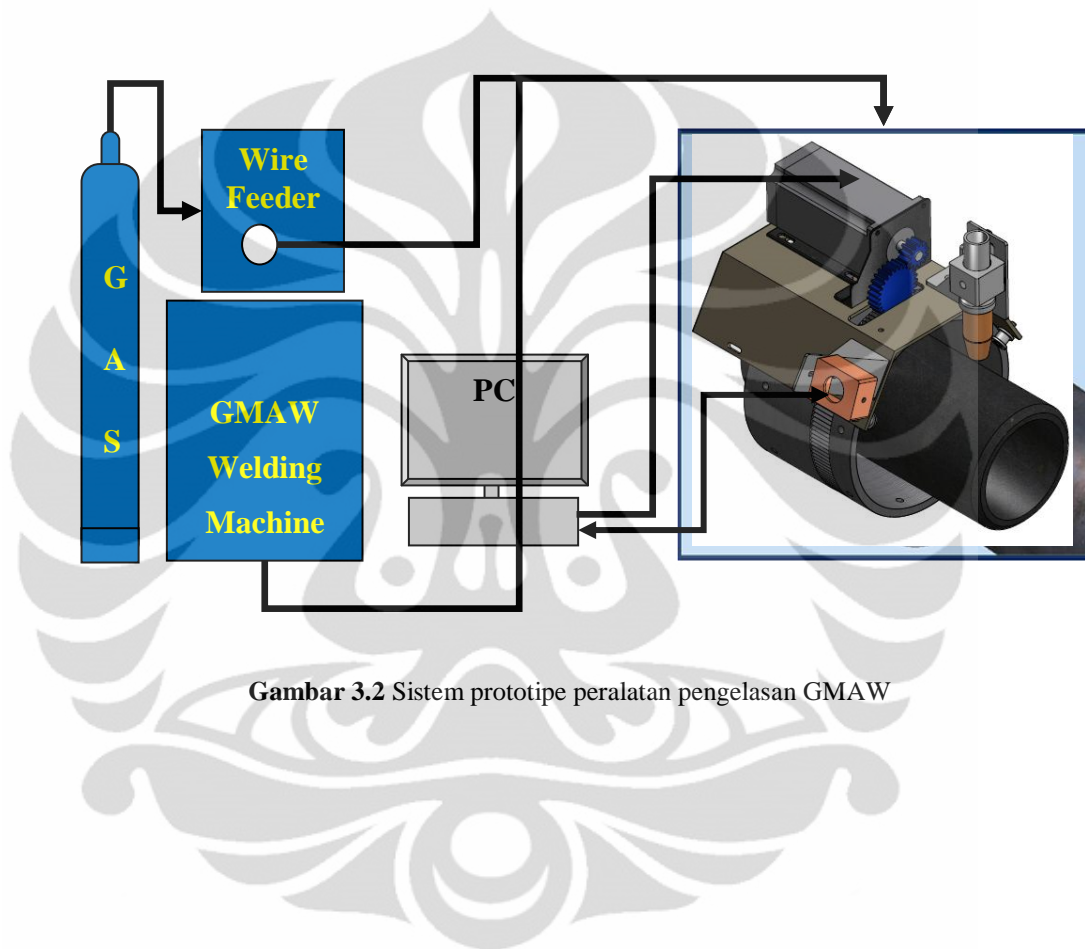 Wire
Feeder
G
A
S
GMAW
Welding
Machine
PC
Gambar 3.2 Sistem prototipe peralatan pengelasan GMAW